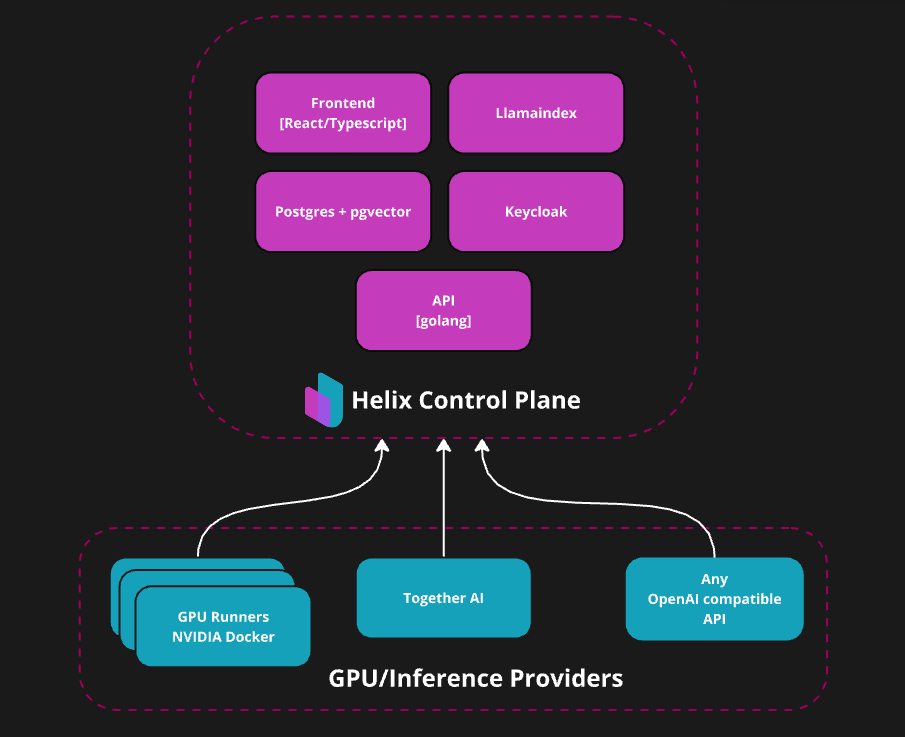 Frontend
[React/Typescript]
Llamaindex
Postgres + pgvector
Keycloak
API
[golang]
Helix Control Plane
GPU Runners
NVIDIA Docker
Together AI
Any
OpenAI compatible
API
GPU/Inference Providers